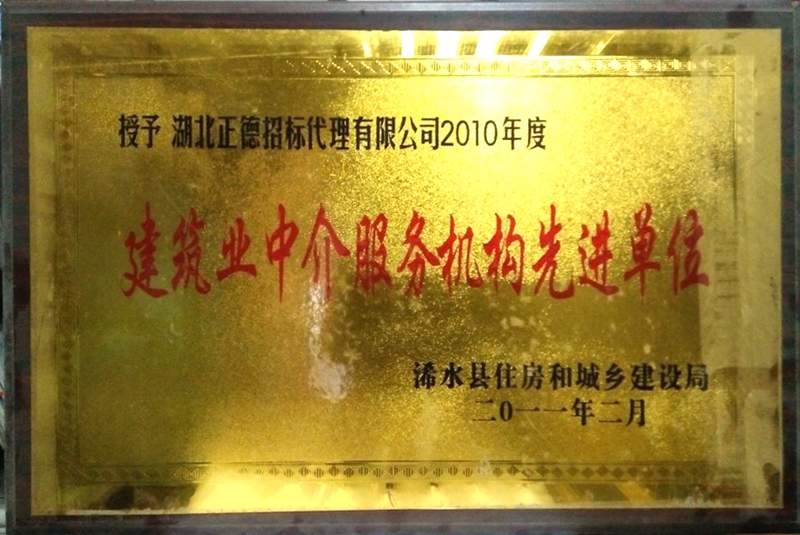 授予 湖北正德招标代理有限公司2010年度
建筑业中介服务机构先进单位
浠水县住房和城乡建设局
二0一一年二月